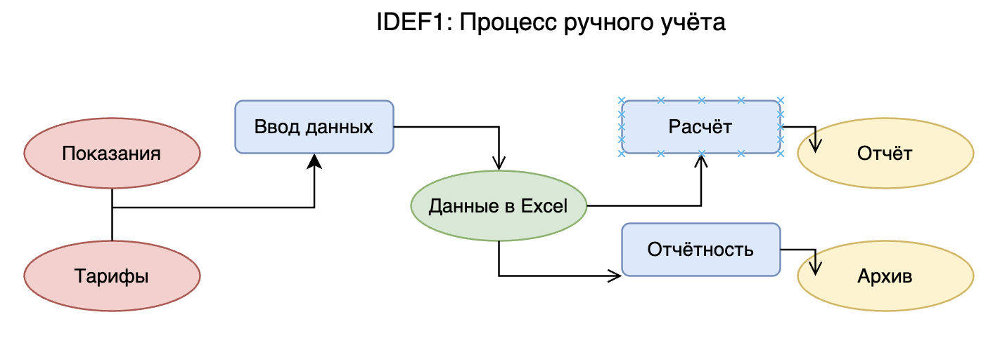 IDEF1: Процесс ручного учёта
Ввод данных
Расчёт
Показания
Отчёт
Данные в Excel
Отчётность
Тарифы
Архив